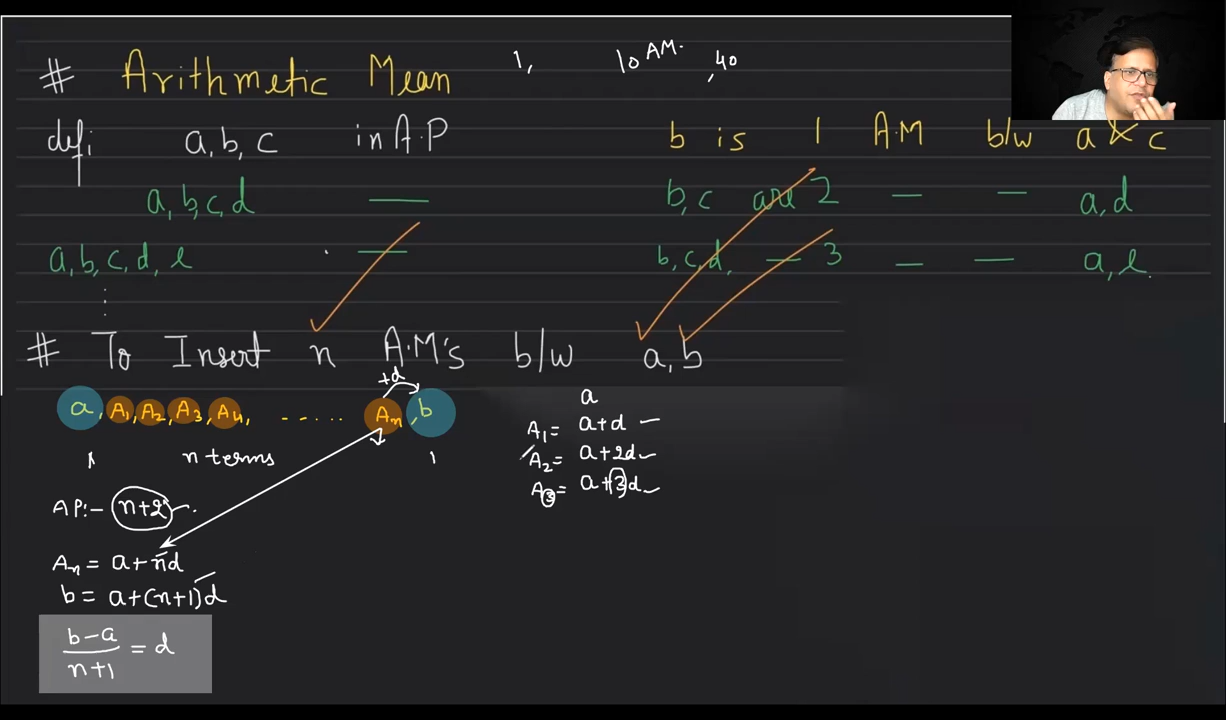 # Arithmetic Mean 1, 10 AM. , 40
def: a, b, c in A.P b is 1 A.M b/w a & c
a, b, c, d — b, c are 2 — — a, d
a, b, c, d, e — b, c, d, — 3 — — a, e.
# To Insert n A.M's b/w a, b
+d
a, A1, A2, A3, A4, ------ An, b
1 n terms 1
AP:- n+2
An = a+nd
b = a+(n+1)d
b-a/n+1 = d
a
A1= a+d —
A2= a+2d —
A3= a+3d —